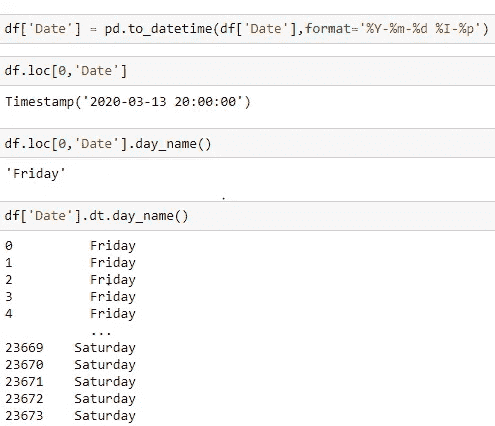 df['Date'] = pd.to_datetime(df['Date'],format='%Y-%m-%d %I-%p')
df.loc[0,'Date']
Timestamp('2020-03-13 20:00:00')
df.loc[0,'Date'].day_name()
'Friday'
df['Date'].dt.day_name()
0 Friday
1 Friday
2 Friday
3 Friday
4 Friday
...
23669 Saturday
23670 Saturday
23671 Saturday
23672 Saturday
23673 Saturday